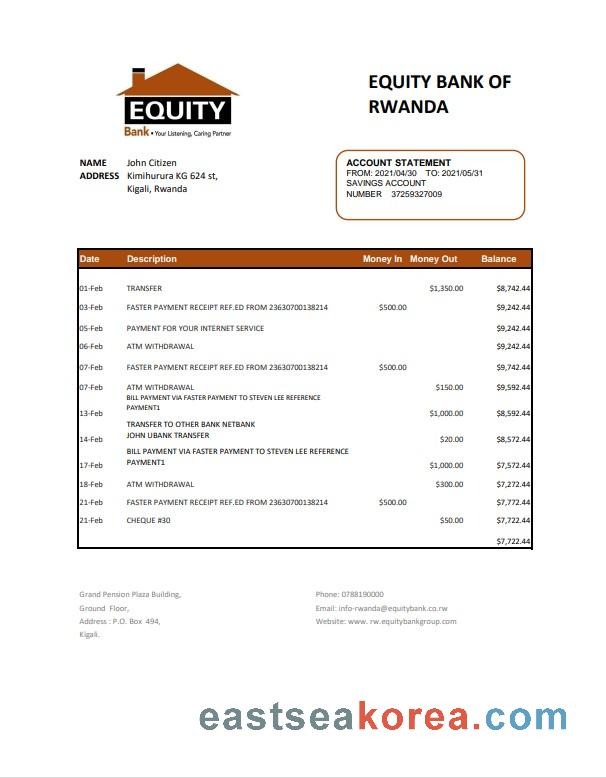 EQUITY
Bank • Your Listening, Caring Partner
EQUITY BANK OF
RWANDA
NAME John Citizen
ADDRESS Kimihurura KG 624 st,
Kigali, Rwanda
ACCOUNT STATEMENT
FROM: 2021/04/30 TO: 2021/05/31
SAVINGS ACCOUNT
NUMBER 37259327009
Date Description Money In Money Out Balance
01-Feb TRANSFER $1,350.00 $8,742.44
03-Feb FASTER PAYMENT RECEIPT REF.ED FROM 23630700138214 $500.00 $9,242.44
05-Feb PAYMENT FOR YOUR INTERNET SERVICE $9,242.44
06-Feb ATM WITHDRAWAL $9,242.44
07-Feb FASTER PAYMENT RECEIPT REF.ED FROM 23630700138214 $500.00 $9,742.44
07-Feb ATM WITHDRAWAL $150.00 $9,592.44
BILL PAYMENT VIA FASTER PAYMENT TO STEVEN LEE REFERENCE
PAYMENT1
13-Feb $1,000.00 $8,592.44
TRANSFER TO OTHER BANK NETBANK
JOHN UBANK TRANSFER
14-Feb $20.00 $8,572.44
BILL PAYMENT VIA FASTER PAYMENT TO STEVEN LEE REFERENCE
PAYMENT1
17-Feb $1,000.00 $7,572.44
18-Feb ATM WITHDRAWAL $300.00 $7,272.44
21-Feb FASTER PAYMENT RECEIPT REF.ED FROM 23630700138214 $500.00 $7,772.44
21-Feb CHEQUE #30 $50.00 $7,722.44
$7,722.44
Grand Pension Plaza Building,
Ground Floor,
Address : P.O. Box 494,
Kigali.
Phone: 0788190000
Email: info-rwanda@equitybank.co.rw
Website: www. rw.equitybankgroup.com
eastseakorea.com